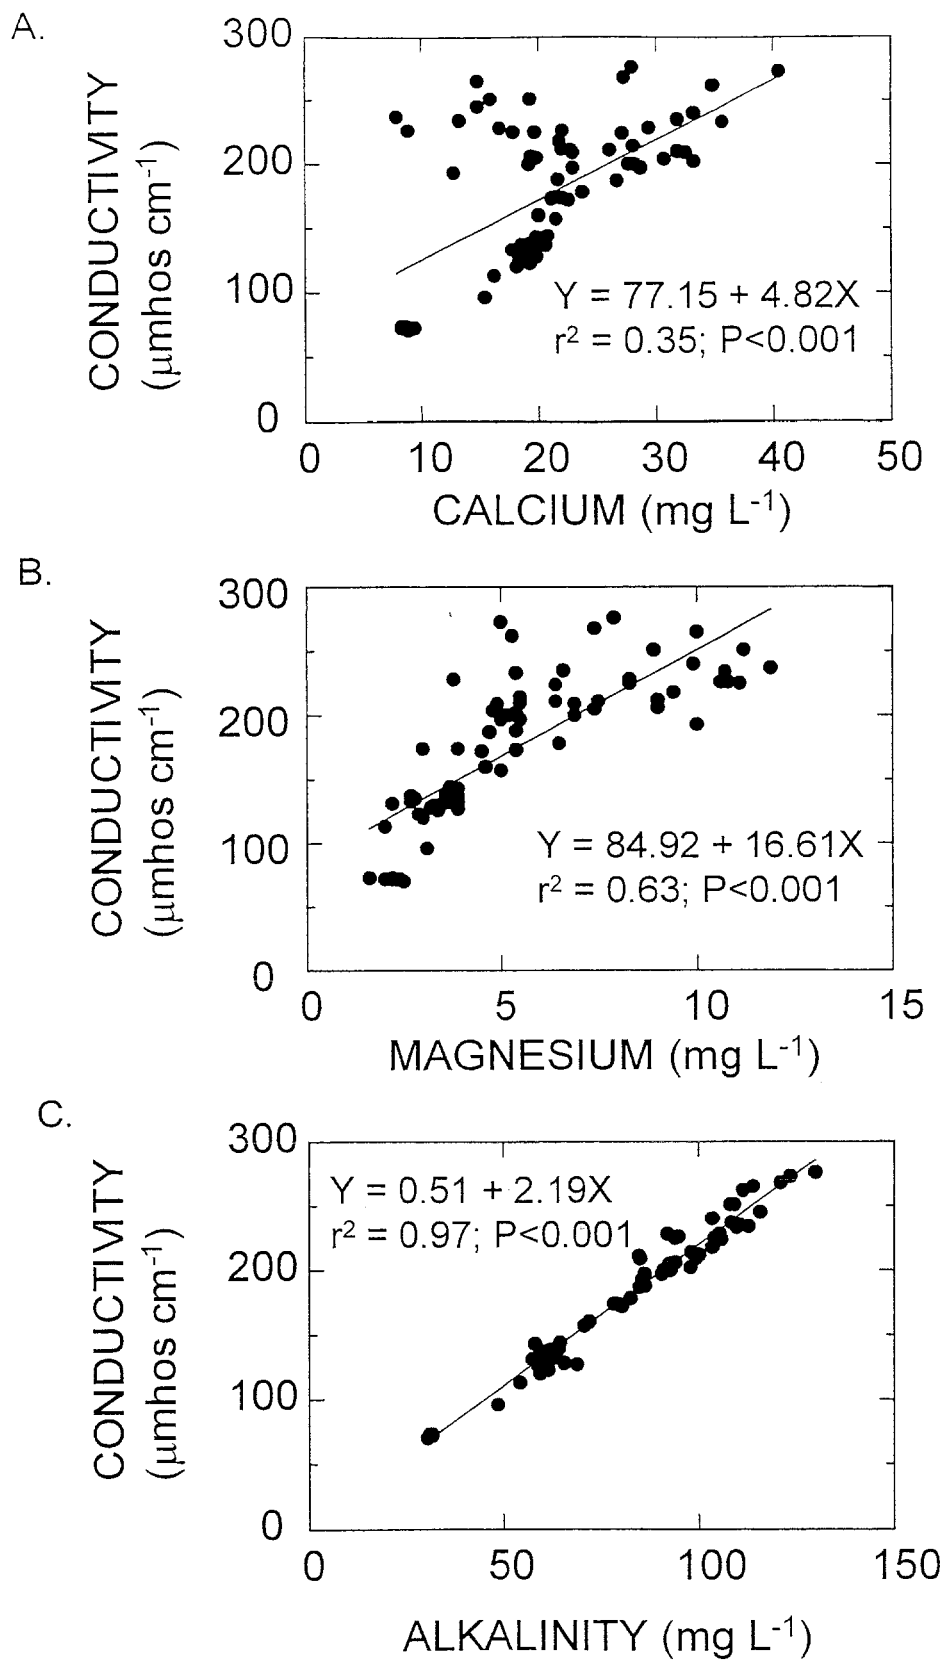 A.
CONDUCTIVITY
(μmhos cm-1)
300
200
100
0
Y = 77.15 + 4.82X
r2 = 0.35; P<0.001
0 10 20 30 40 50
CALCIUM (mg L-1)
B.
CONDUCTIVITY
(μmhos cm-1)
300
200
100
0
Y = 84.92 + 16.61X
r2 = 0.63; P<0.001
0 5 10 15
MAGNESIUM (mg L-1)
C.
CONDUCTIVITY
(μmhos cm-1)
300
200
100
0
Y = 0.51 + 2.19X
r2 = 0.97; P<0.001
0 50 100 150
ALKALINITY (mg L-1)